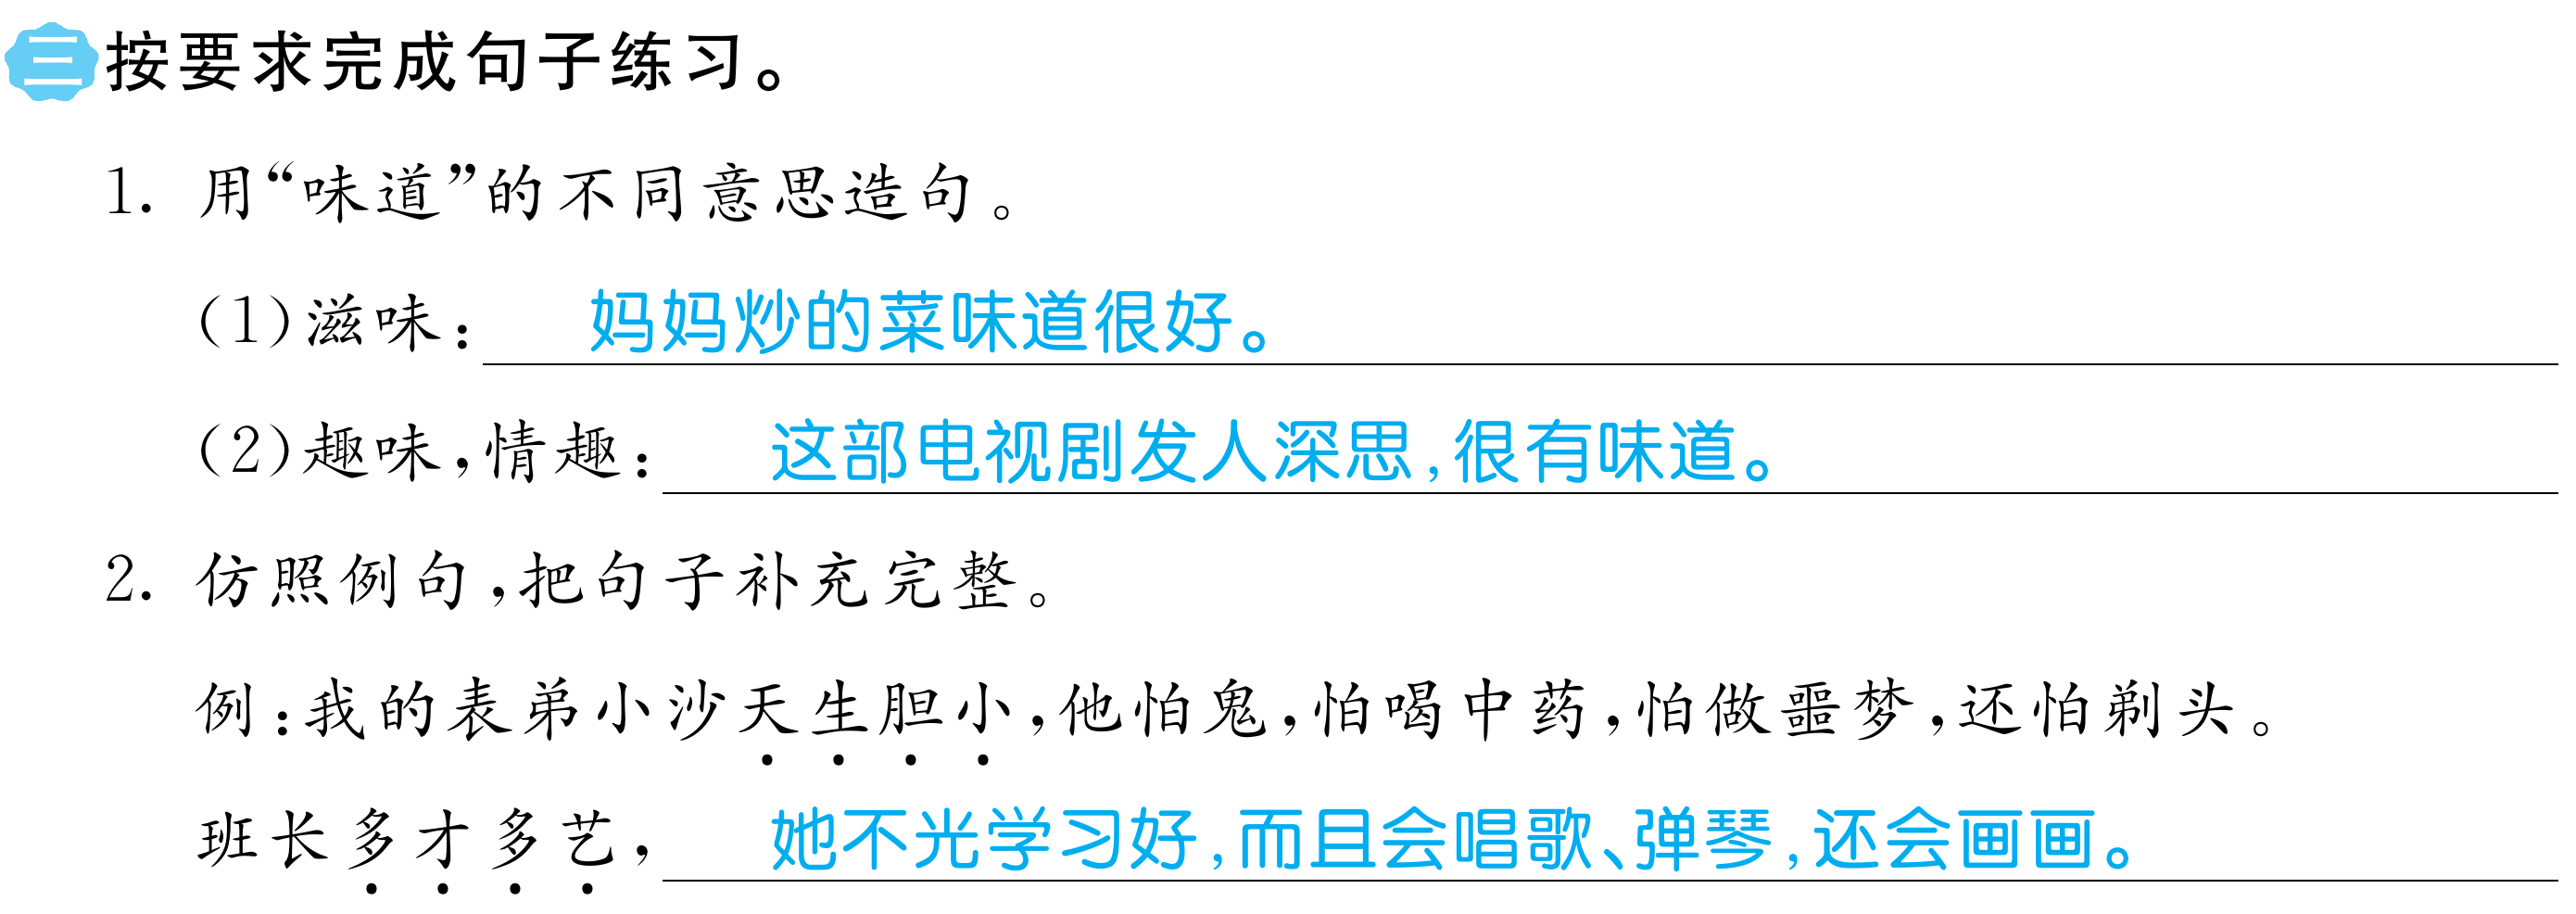 三 按要求完成句子练习。
1. 用“味道”的不同意思造句。
(1)滋味：妈妈炒的菜味道很好。
(2)趣味，情趣：这部电视剧发人深思，很有味道。
2. 仿照例句，把句子补充完整。
例：我的表弟小沙天生胆小，他怕鬼，怕喝中药，怕做噩梦，还怕剃头。
班长多才多艺，她不光学习好，而且会唱歌、弹琴，还会画画。